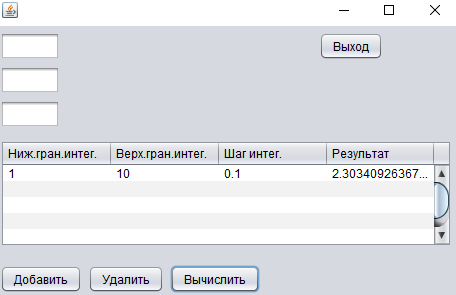 Выход
Ниж.гран.интег. Верх.гран.интег. Шаг интег. Результат
1 10 0.1 2.30340926367...
Добавить Удалить Вычислить